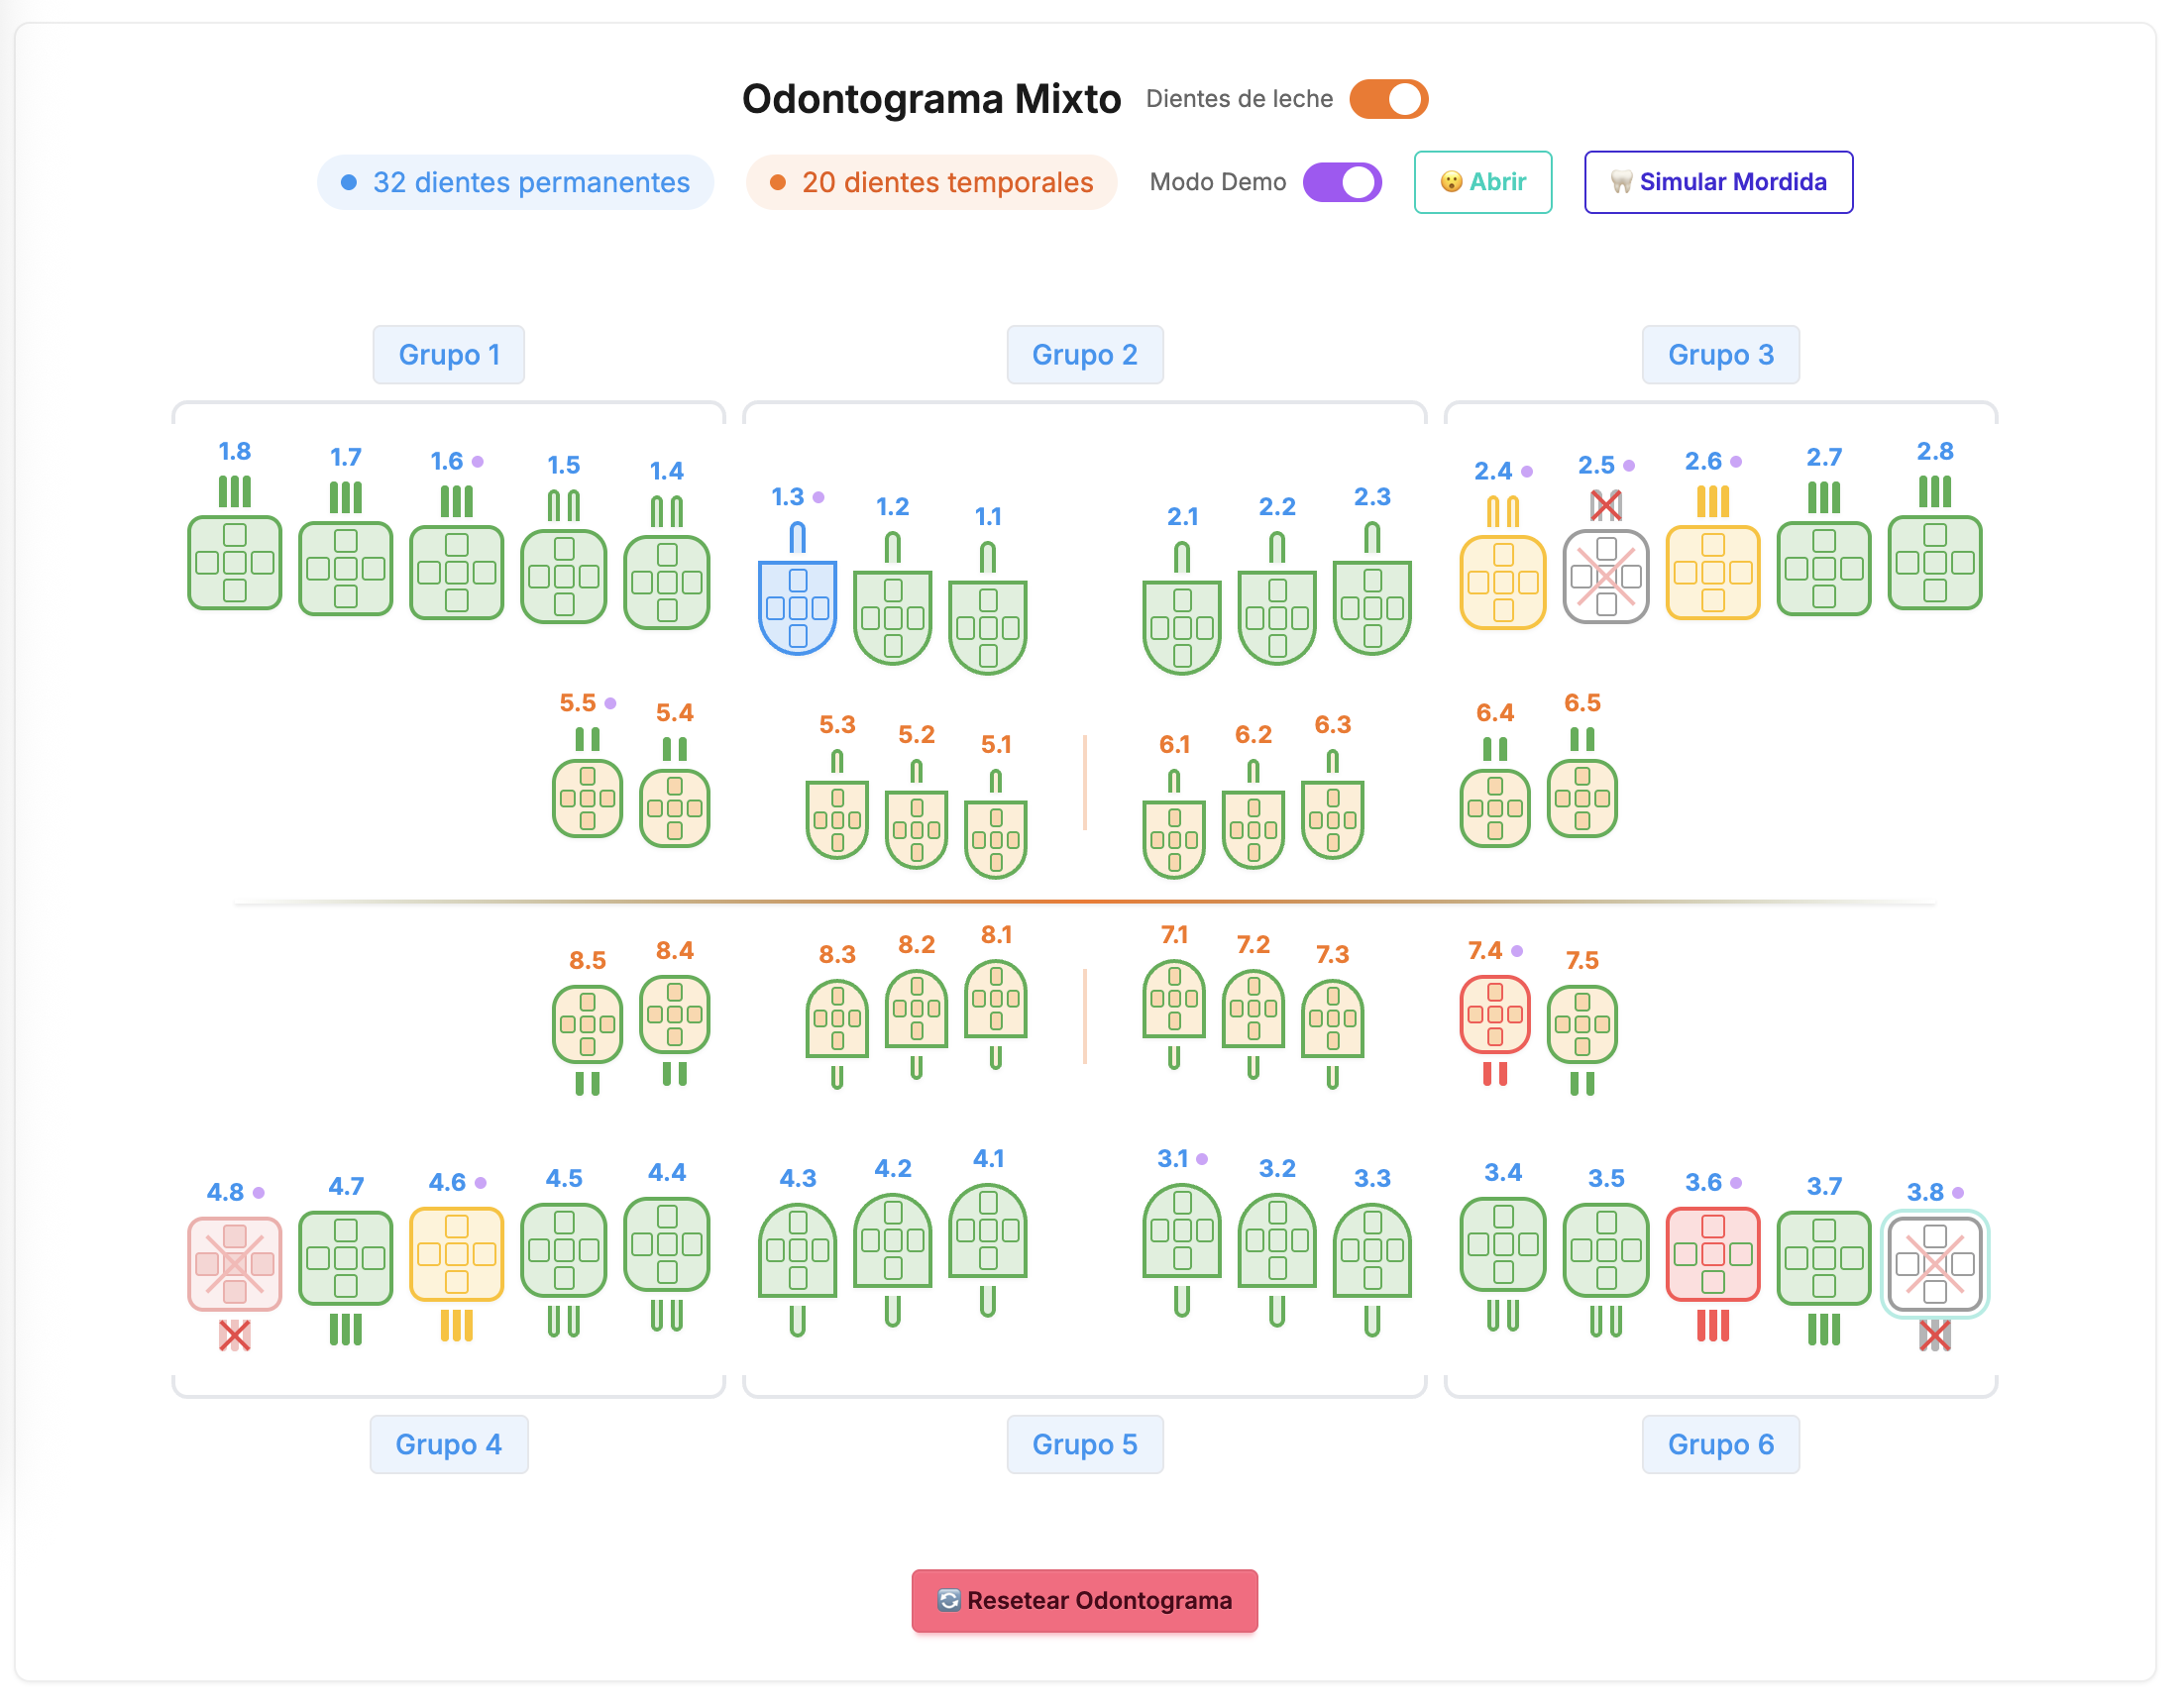 Odontograma Mixto Dientes de leche
32 dientes permanentes 20 dientes temporales Modo Demo 😮 Abrir 🦷 Simular Mordida
Grupo 1 Grupo 2 Grupo 3
1.8 1.7 1.6 1.5 1.4 1.3 1.2 1.1 2.1 2.2 2.3 2.4 2.5 2.6 2.7 2.8
5.5 5.4 5.3 5.2 5.1 6.1 6.2 6.3 6.4 6.5
8.5 8.4 8.3 8.2 8.1 7.1 7.2 7.3 7.4 7.5
4.8 4.7 4.6 4.5 4.4 4.3 4.2 4.1 3.1 3.2 3.3 3.4 3.5 3.6 3.7 3.8
Grupo 4 Grupo 5 Grupo 6
🔄 Resetear Odontograma